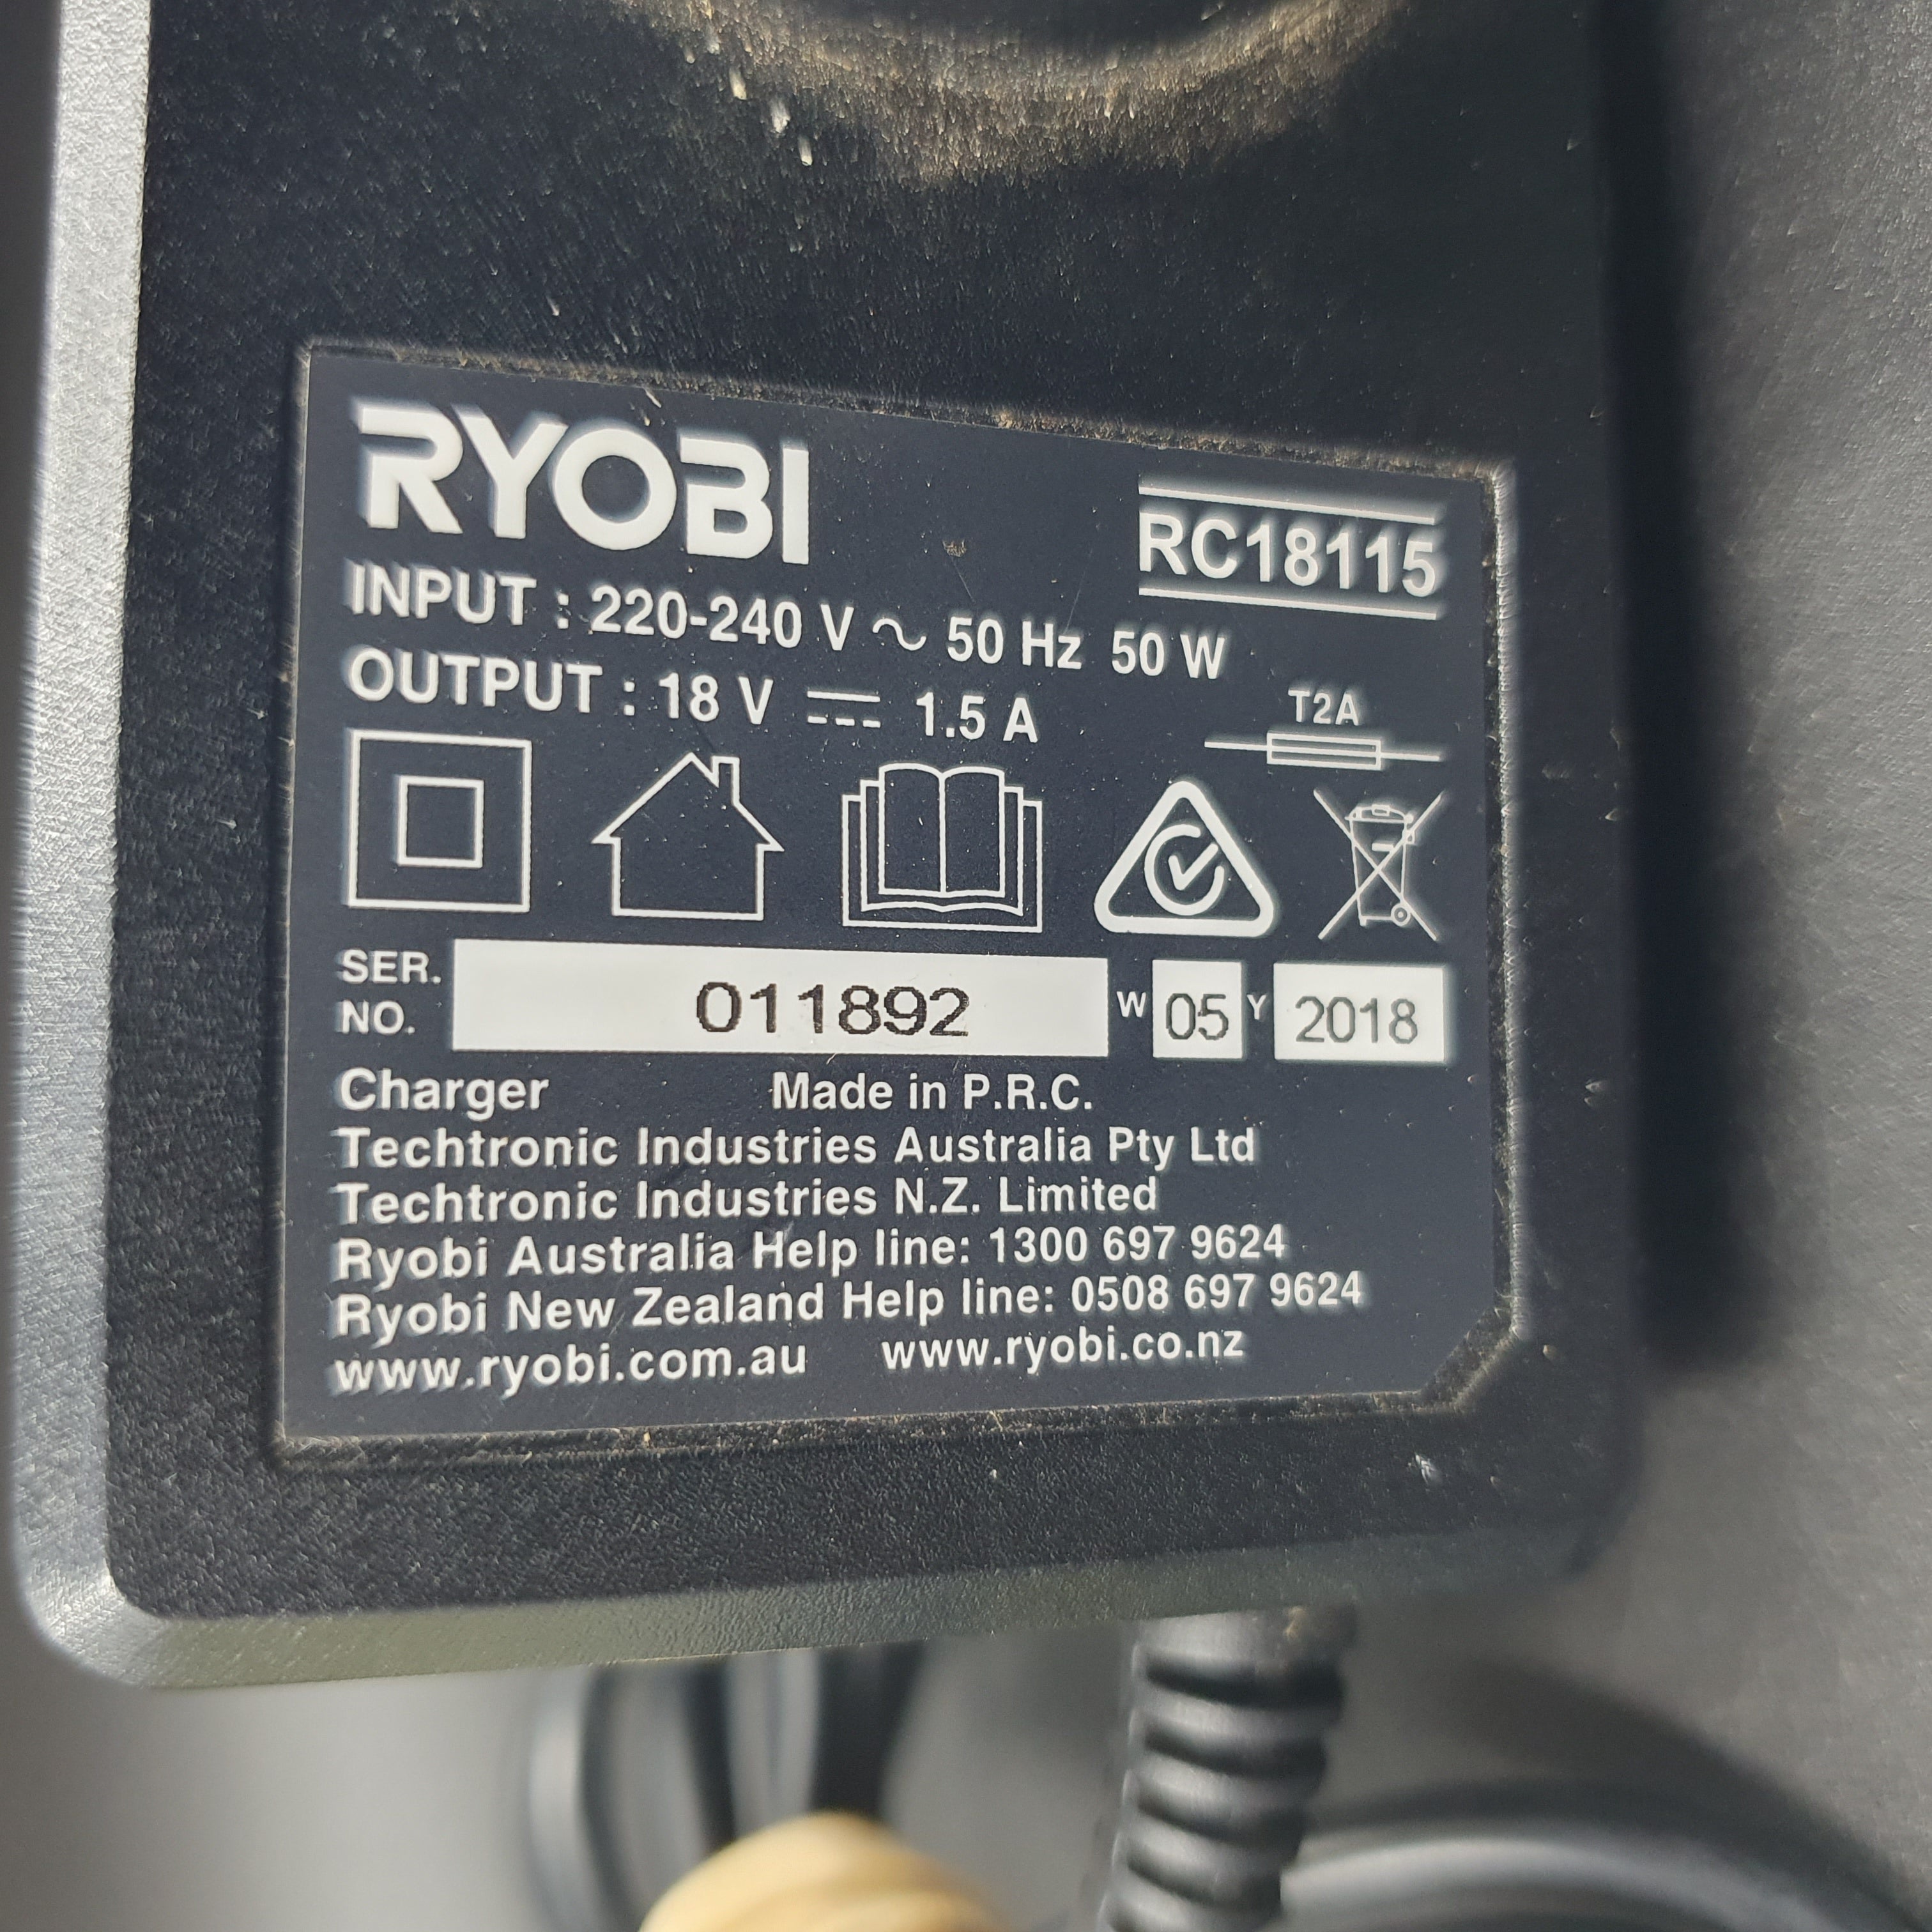 RYOBI
RC18115
INPUT : 220-240 V ~ 50 Hz 50 W
OUTPUT : 18 V ⎓ 1.5 A
T2A
SER. NO. 011892 W 05 Y 2018
Charger Made in P.R.C.
Techtronic Industries Australia Pty Ltd
Techtronic Industries N.Z. Limited
Ryobi Australia Help line: 1300 697 9624
Ryobi New Zealand Help line: 0508 697 9624
www.ryobi.com.au www.ryobi.co.nz